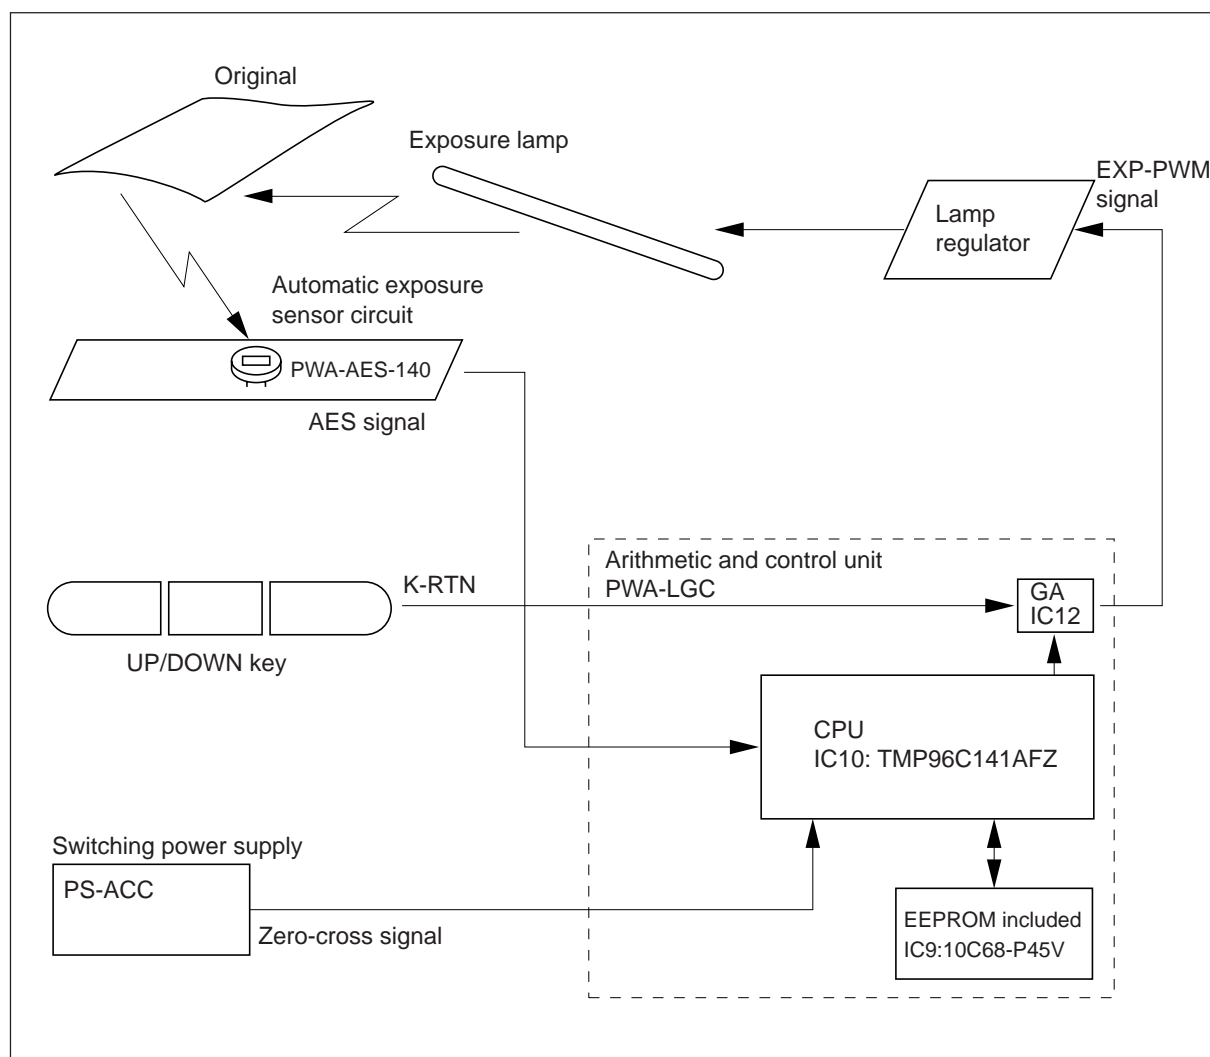 Original
Exposure lamp
EXP-PWM
signal
Lamp
regulator
Automatic exposure
sensor circuit
PWA-AES-140
AES signal
Arithmetic and control unit
PWA-LGC
K-RTN
GA
IC12
UP/DOWN key
CPU
IC10: TMP96C141AFZ
Switching power supply
PS-ACC
Zero-cross signal
EEPROM included
IC9:10C68-P45V